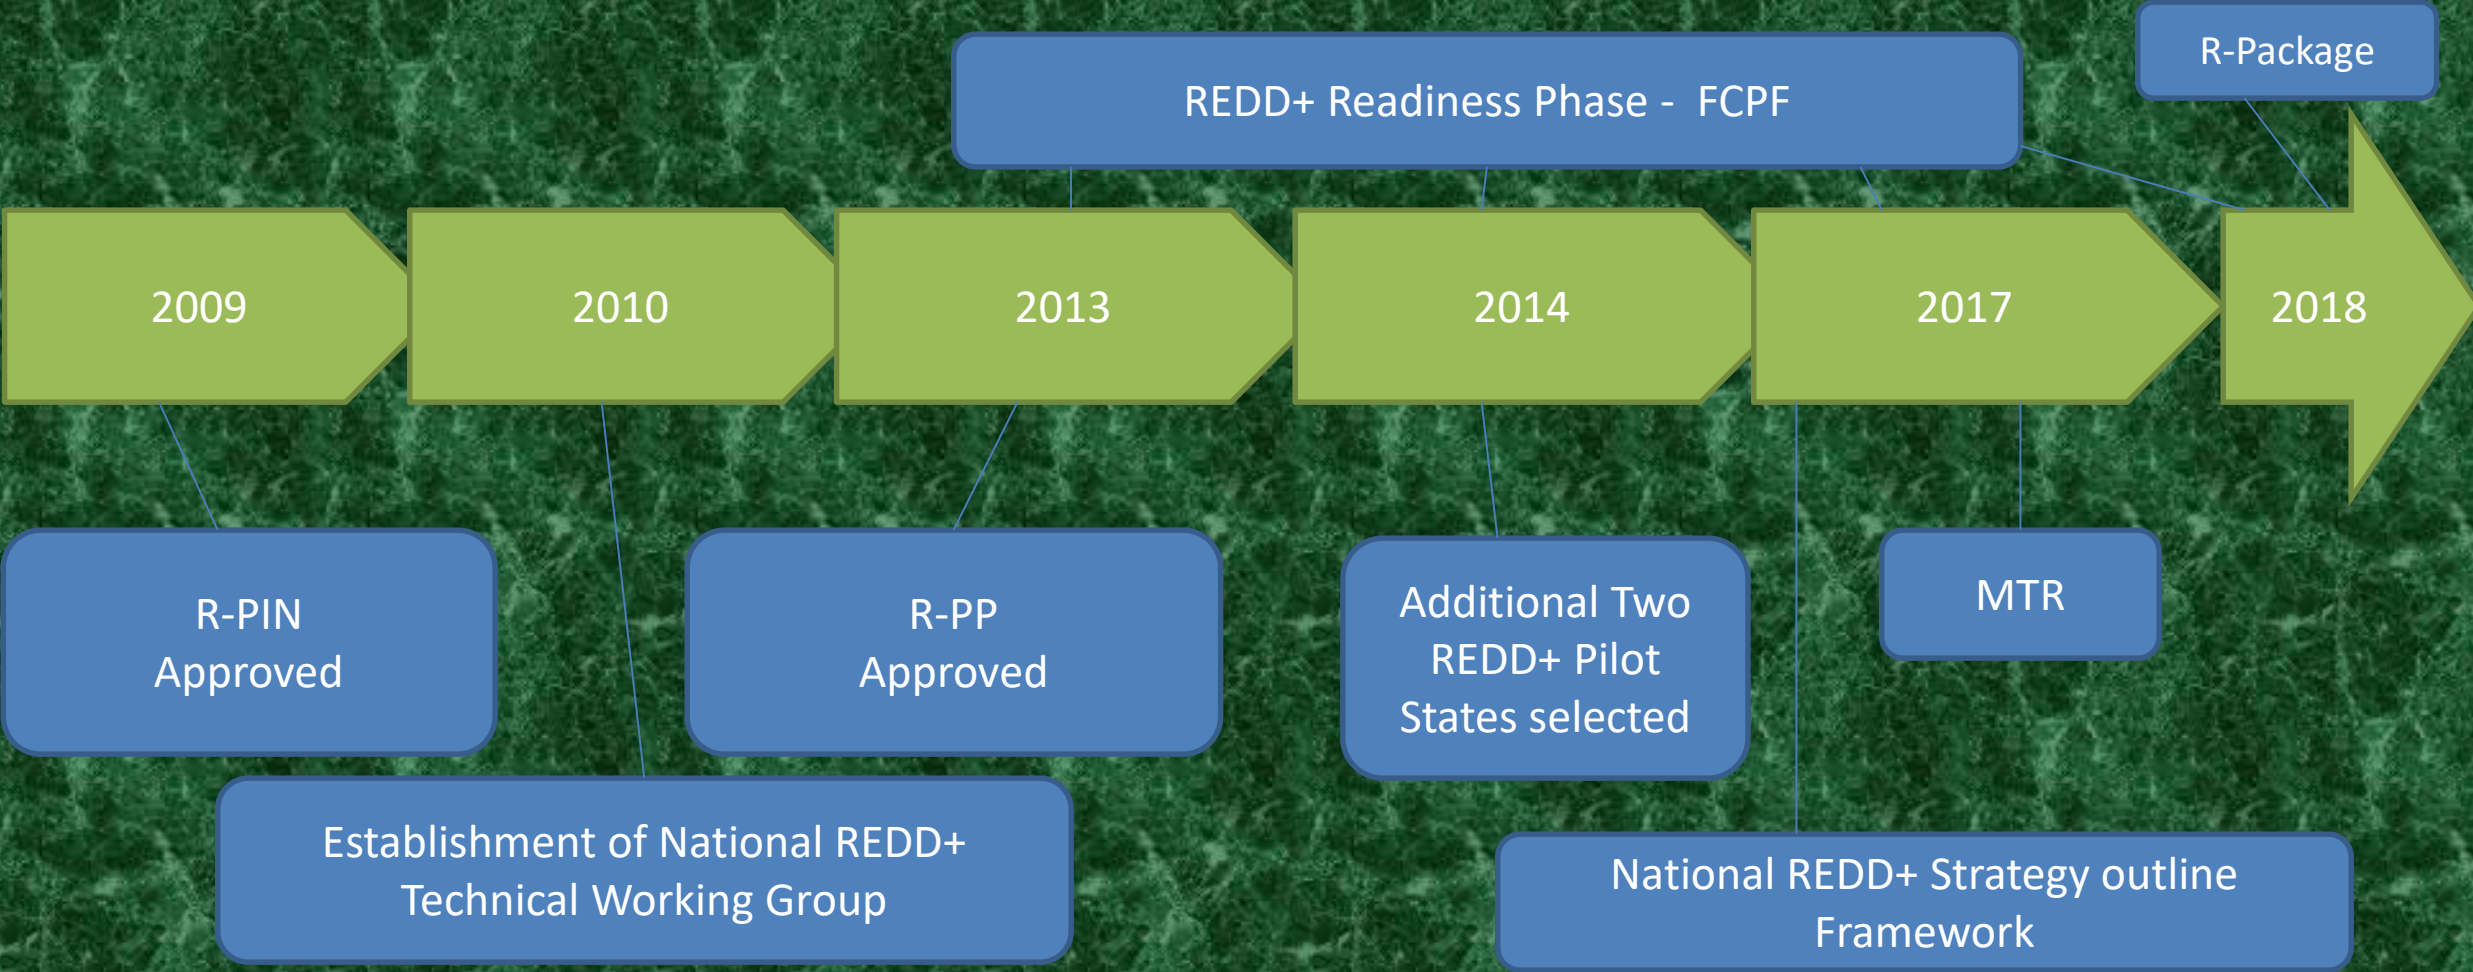 R-Package
REDD+ Readiness Phase -  FCPF
2009
2010
2013
2014
2017
2018
R-PIN
Approved
R-PP
Approved
Additional Two
REDD+ Pilot
States selected
MTR
Establishment of National REDD+
Technical Working Group
National REDD+ Strategy outline
Framework